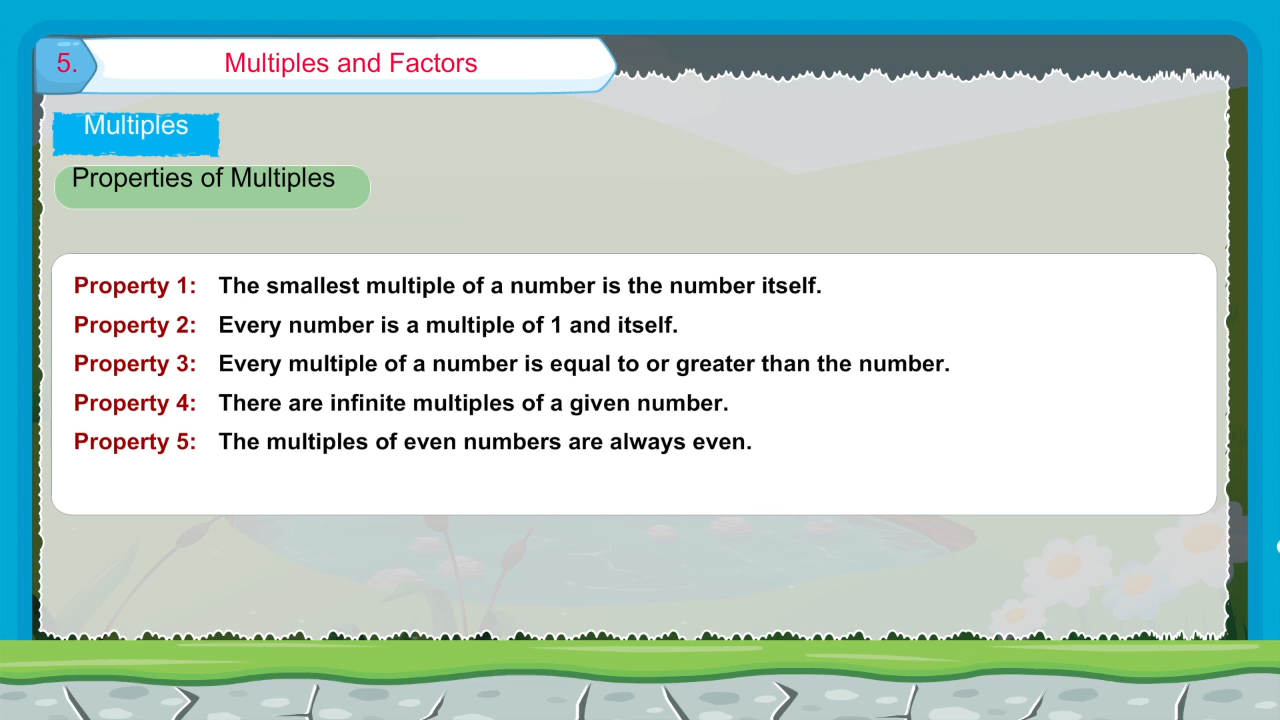 5. Multiples and Factors
Multiples
Properties of Multiples
Property 1: The smallest multiple of a number is the number itself.
Property 2: Every number is a multiple of 1 and itself.
Property 3: Every multiple of a number is equal to or greater than the number.
Property 4: There are infinite multiples of a given number.
Property 5: The multiples of even numbers are always even.